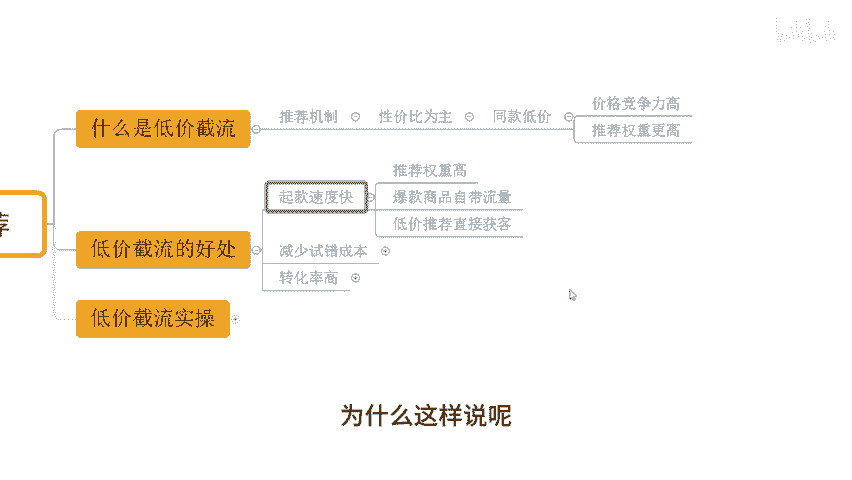 什么是低价截流
推荐机制
性价比为主
同款低价
价格竞争力高
推荐权重更高
荐
低价截流的好处
起款速度快
推荐权重高
爆款商品自带流量
低价推荐直接获客
减少试错成本
转化率高
低价截流实操
为什么这样说呢